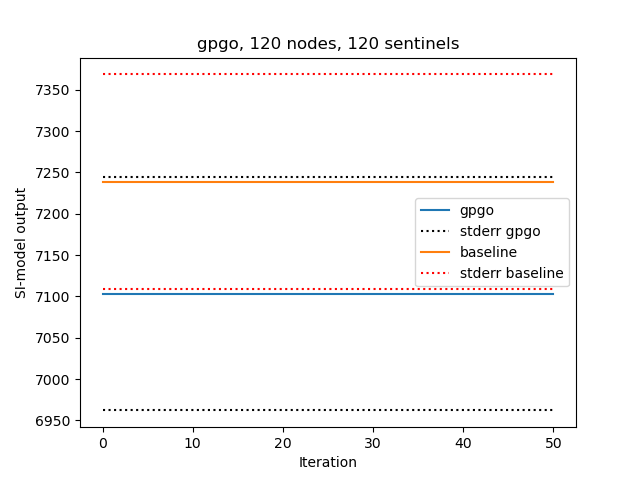 gpgo, 120 nodes, 120 sentinels
7350
7300
7250
7200
7150
7100
7050
7000
6950
SI-model output
gpgo
stderr gpgo
baseline
stderr baseline
0 10 20 30 40 50
Iteration